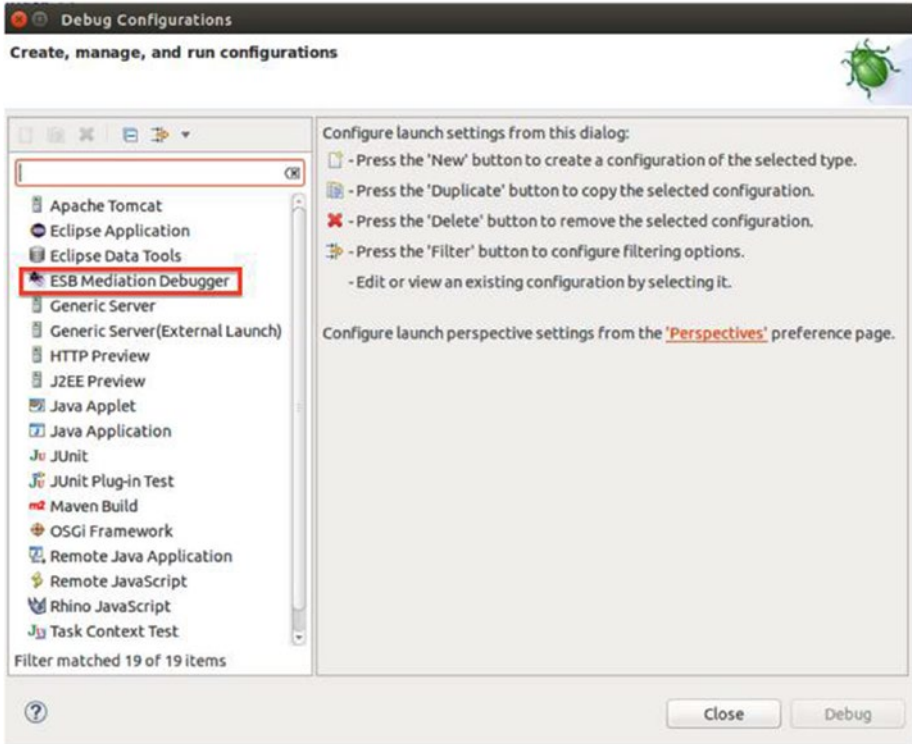 Debug Configurations
Create, manage, and run configurations
Apache Tomcat
Eclipse Application
Eclipse Data Tools
ESB Mediation Debugger
Generic Server
Generic Server(External Launch)
HTTP Preview
J2EE Preview
Java Applet
Java Application
Ju JUnit
Jü JUnit Plug-in Test
m2 Maven Build
OSGi Framework
Remote Java Application
Remote JavaScript
Rhino JavaScript
Ju Task Context Test
Filter matched 19 of 19 items
Configure launch settings from this dialog:
- Press the 'New' button to create a configuration of the selected type.
- Press the 'Duplicate' button to copy the selected configuration.
- Press the 'Delete' button to remove the selected configuration.
- Press the 'Filter' button to configure filtering options.
- Edit or view an existing configuration by selecting it.
Configure launch perspective settings from the 'Perspectives' preference page.
?
Close
Debug